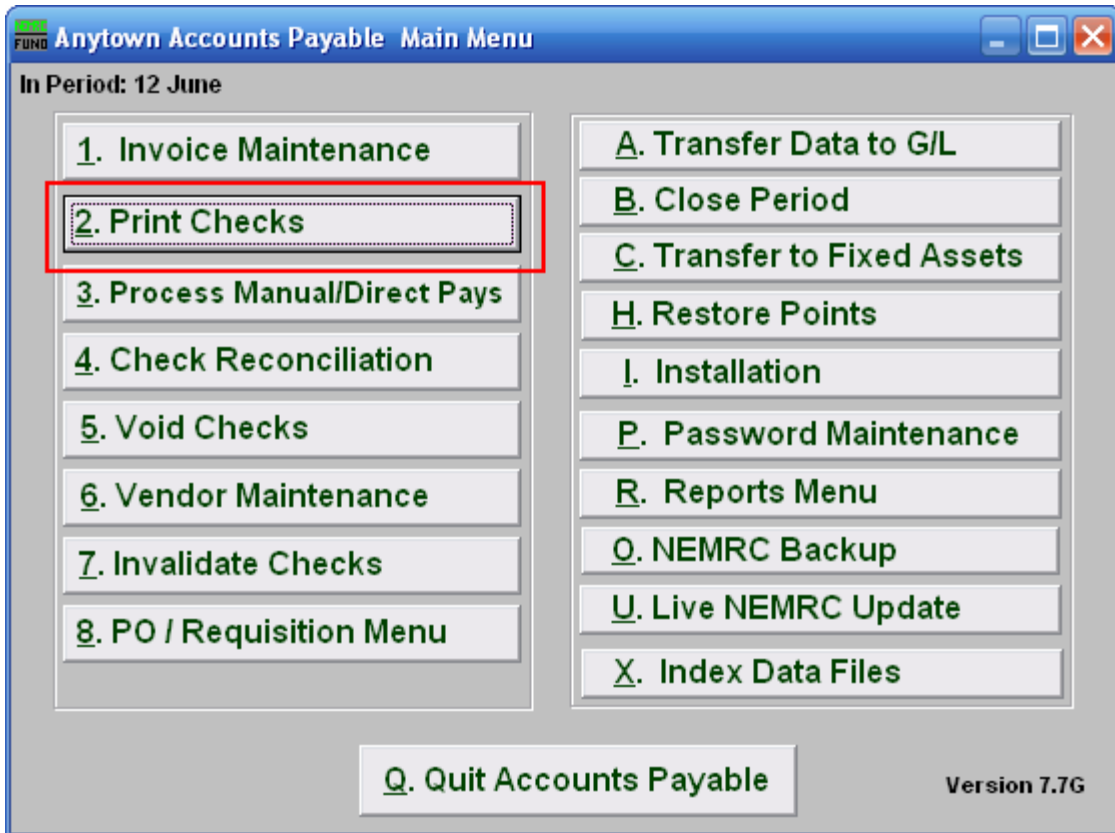 NEMRC
FUND Anytown Accounts Payable Main Menu
In Period: 12 June
1. Invoice Maintenance
2. Print Checks
3. Process Manual/Direct Pays
4. Check Reconciliation
5. Void Checks
6. Vendor Maintenance
7. Invalidate Checks
8. PO / Requisition Menu
A. Transfer Data to G/L
B. Close Period
C. Transfer to Fixed Assets
H. Restore Points
I. Installation
P. Password Maintenance
R. Reports Menu
O. NEMRC Backup
U. Live NEMRC Update
X. Index Data Files
Q. Quit Accounts Payable
Version 7.7G